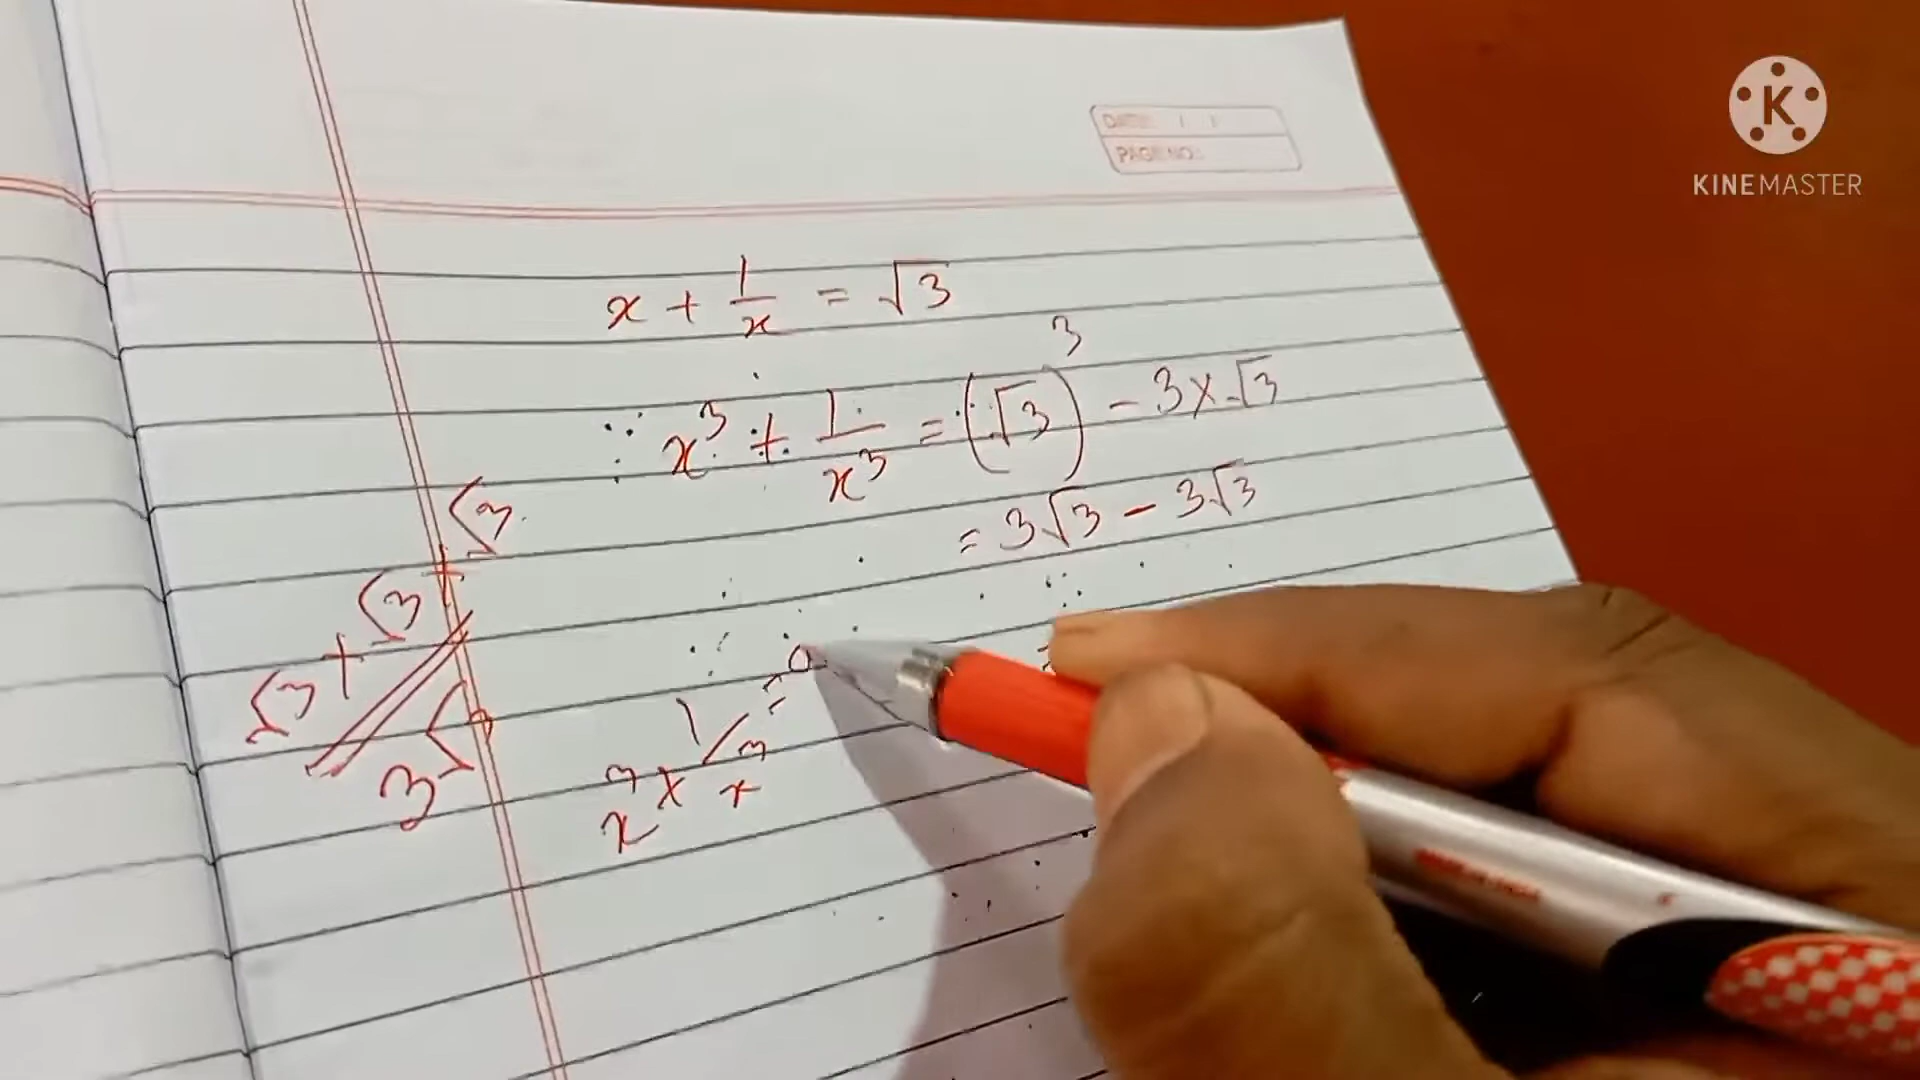 DATE: / /
PAGE NO.:
K
KINEMASTER
x + 1/x = √3
∵ x³ + 1/x³ = (√3)³ - 3×√3
= 3√3 - 3√3
√3 × √3 × √3
3√3
x³ × 1/x³ = 0